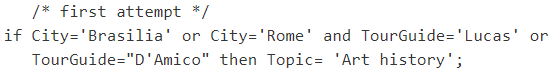 /* first attempt */
if City='Brasilia' or City='Rome' and TourGuide='Lucas' or
TourGuide="D'Amico" then Topic= 'Art history';